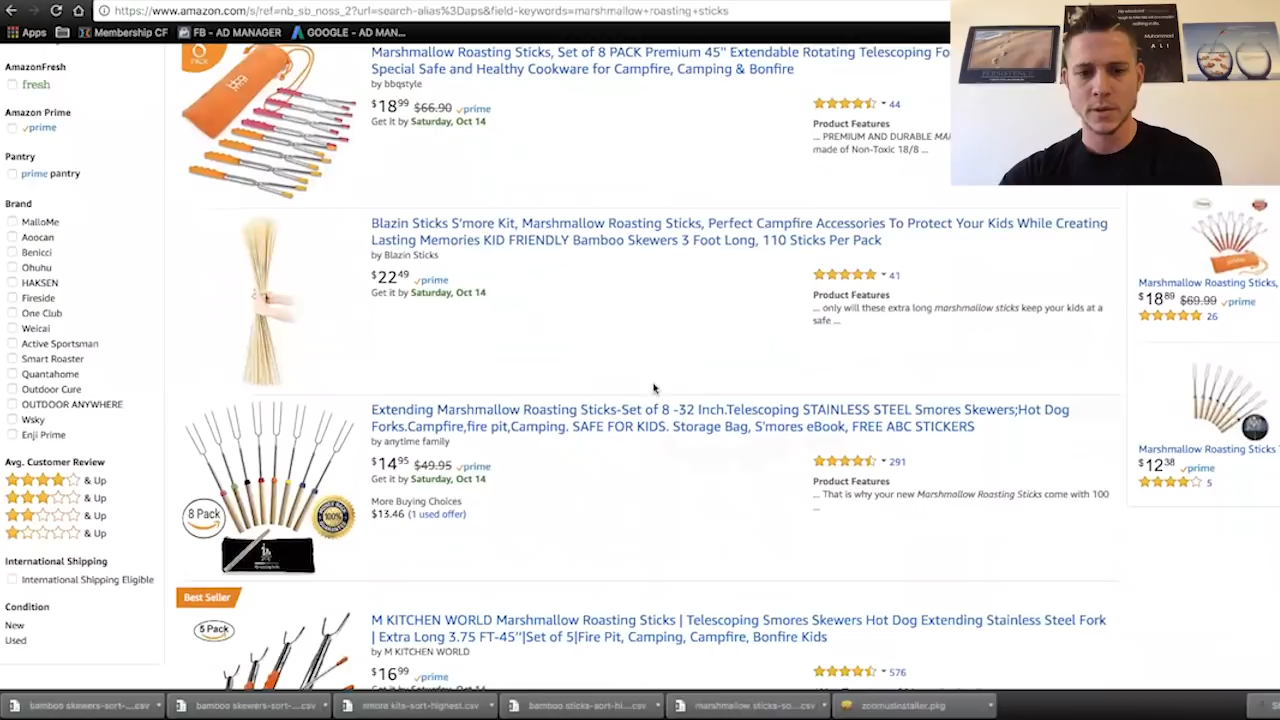 https://www.amazon.com/s/ref=nb_sb_noss_2?url=search-alias%3Daps&field-keywords=marshmallow+roasting+sticks
Apps
Membership CF
FB - AD MANAGER
GOOGLE - AD MAN...
AmazonFresh
fresh
Amazon Prime
prime
Pantry
prime pantry
Brand
MalloMe
Aoocan
Benicci
Ohuhu
HAKSEN
Fireside
One Club
Weicai
Active Sportsman
Smart Roaster
Quantahome
Outdoor Cure
OUTDOOR ANYWHERE
Wsky
Enji Prime
Avg. Customer Review
& Up
& Up
& Up
& Up
International Shipping
International Shipping Eligible
Condition
New
Used
PACK
Marshmallow Roasting Sticks, Set of 8 PACK Premium 45" Extendable Rotating Telescoping Fo
Special Safe and Healthy Cookware for Campfire, Camping & Bonfire
by bbqstyle
$18.99 $66.90 prime
Get it by Saturday, Oct 14
44
Product Features
... PREMIUM AND DURABLE MA
made of Non-Toxic 18/8 ...
Blazin Sticks S'more Kit, Marshmallow Roasting Sticks, Perfect Campfire Accessories To Protect Your Kids While Creating
Lasting Memories KID FRIENDLY Bamboo Skewers 3 Foot Long, 110 Sticks Per Pack
by Blazin Sticks
$22.49 prime
Get it by Saturday, Oct 14
41
Product Features
... only will these extra long marshmallow sticks keep your kids at a
safe ...
Extending Marshmallow Roasting Sticks-Set of 8 -32 Inch.Telescoping STAINLESS STEEL Smores Skewers;Hot Dog
Forks.Campfire,fire pit,Camping. SAFE FOR KIDS. Storage Bag, S'mores eBook, FREE ABC STICKERS
by anytime family
$14.95 $49.95 prime
Get it by Saturday, Oct 14
More Buying Choices
$13.46 (1 used offer)
291
Product Features
... That is why your new Marshmallow Roasting Sticks come with 100
...
8 Pack
100%
Best Seller
5 Pack
M KITCHEN WORLD Marshmallow Roasting Sticks | Telescoping Smores Skewers Hot Dog Extending Stainless Steel Fork
| Extra Long 3.75 FT-45''|Set of 5|Fire Pit, Camping, Campfire, Bonfire Kids
by M KITCHEN WORLD
$16.99 prime
576
Marshmallow Roasting Sticks,
$18.89 $69.99 prime
26
Marshmallow Roasting Sticks
$12.38 prime
5
PERSISTENCE
Muhammad
ALI
bamboo skewers-sort-....csv
bamboo skewers-sort-....csv
smore kits-sort-highest.csv
bamboo sticks-sort-hi....csv
marshmallow sticks-so....csv
zoomusInstaller.pkg